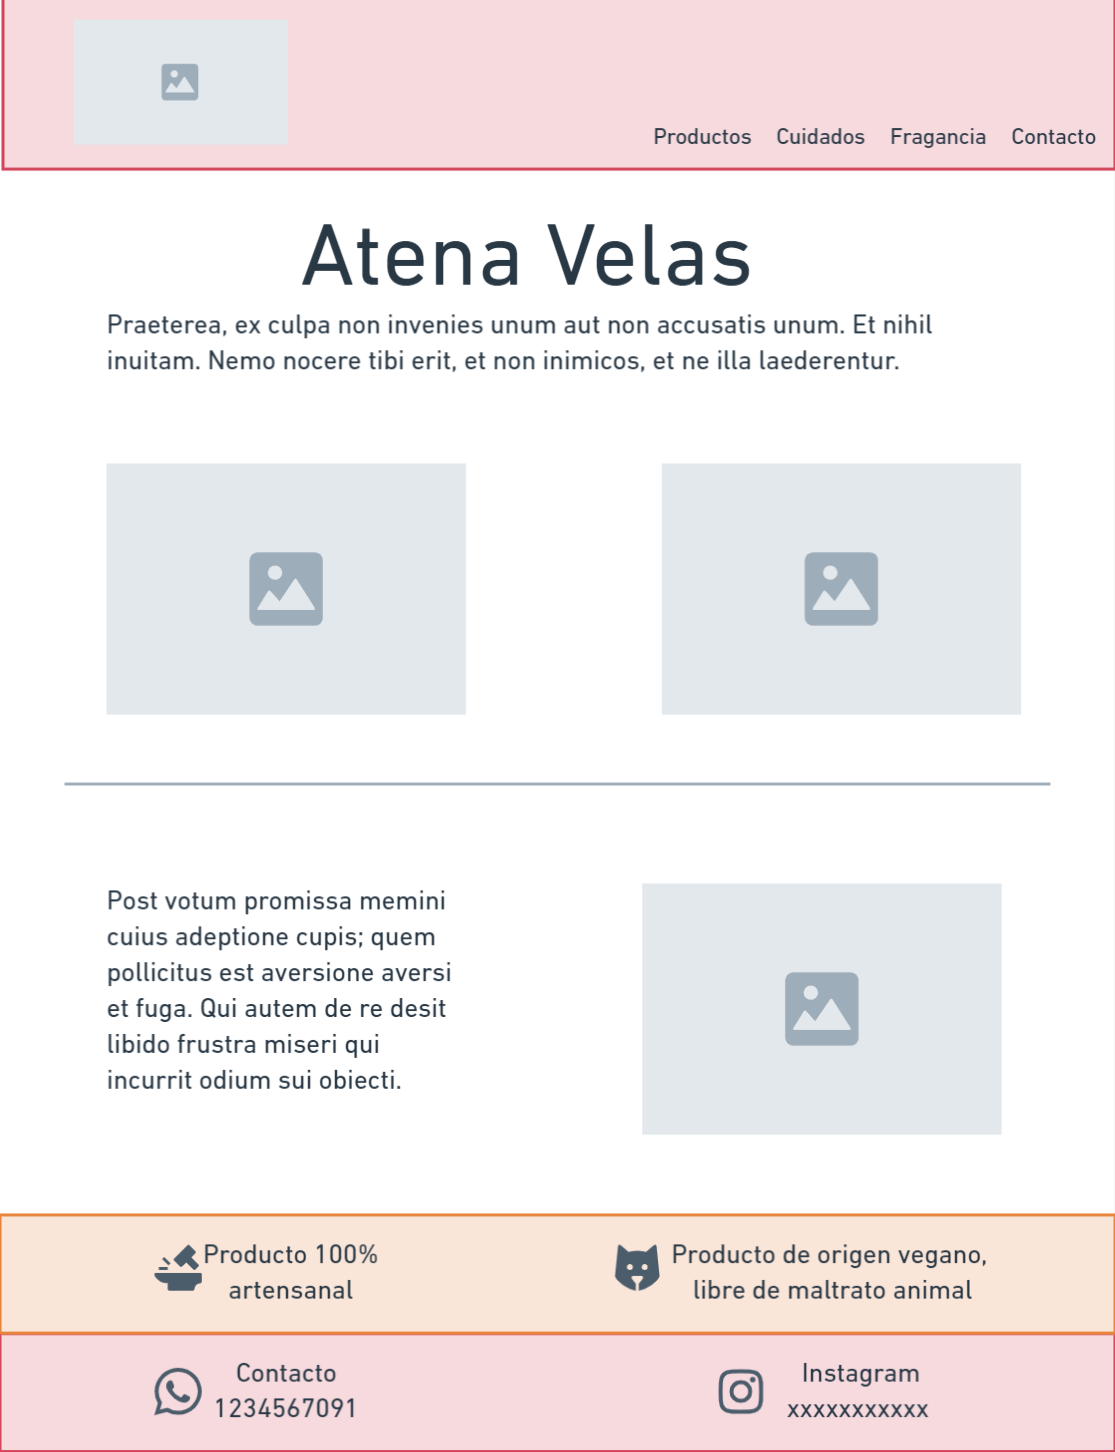 Productos Cuidados Fragancia Contacto
Atena Velas
Praeterea, ex culpa non invenies unum aut non accusatis unum. Et nihil
inuitam. Nemo nocere tibi erit, et non inimicos, et ne illa laederentur.
Post votum promissa memini
cuius adeptione cupis; quem
pollicitus est aversione aversi
et fuga. Qui autem de re desit
libido frustra miseri qui
incurrit odium sui obiecti.
Producto 100%
artensanal
Producto de origen vegano,
libre de maltrato animal
Contacto
1234567091
Instagram
xxxxxxxxxxx